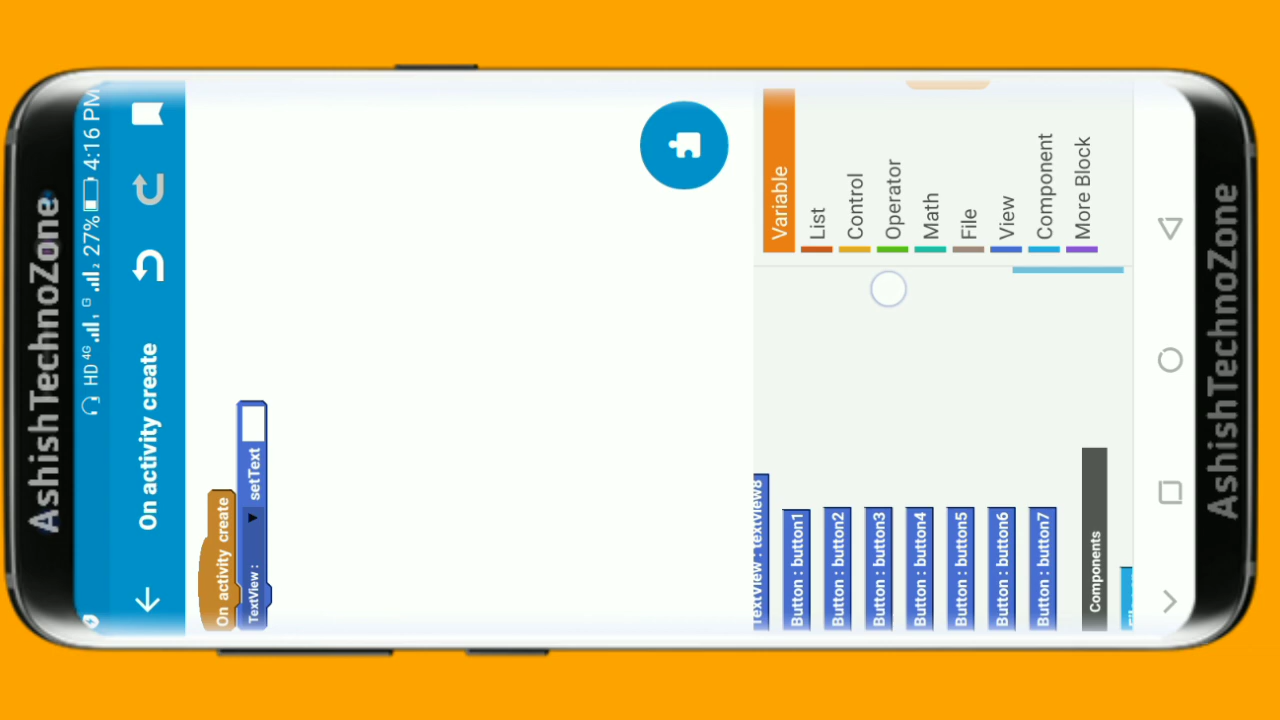 AshishTechnoZone
HD 4G G 2 27% 4:16 PM
On activity create
On activity create
TextView : setText
Variable
List
Control
Operator
Math
File
View
Component
More Block
TextView : textview8
Button : button1
Button : button2
Button : button3
Button : button4
Button : button5
Button : button6
Button : button7
Components
AshishTechnoZone